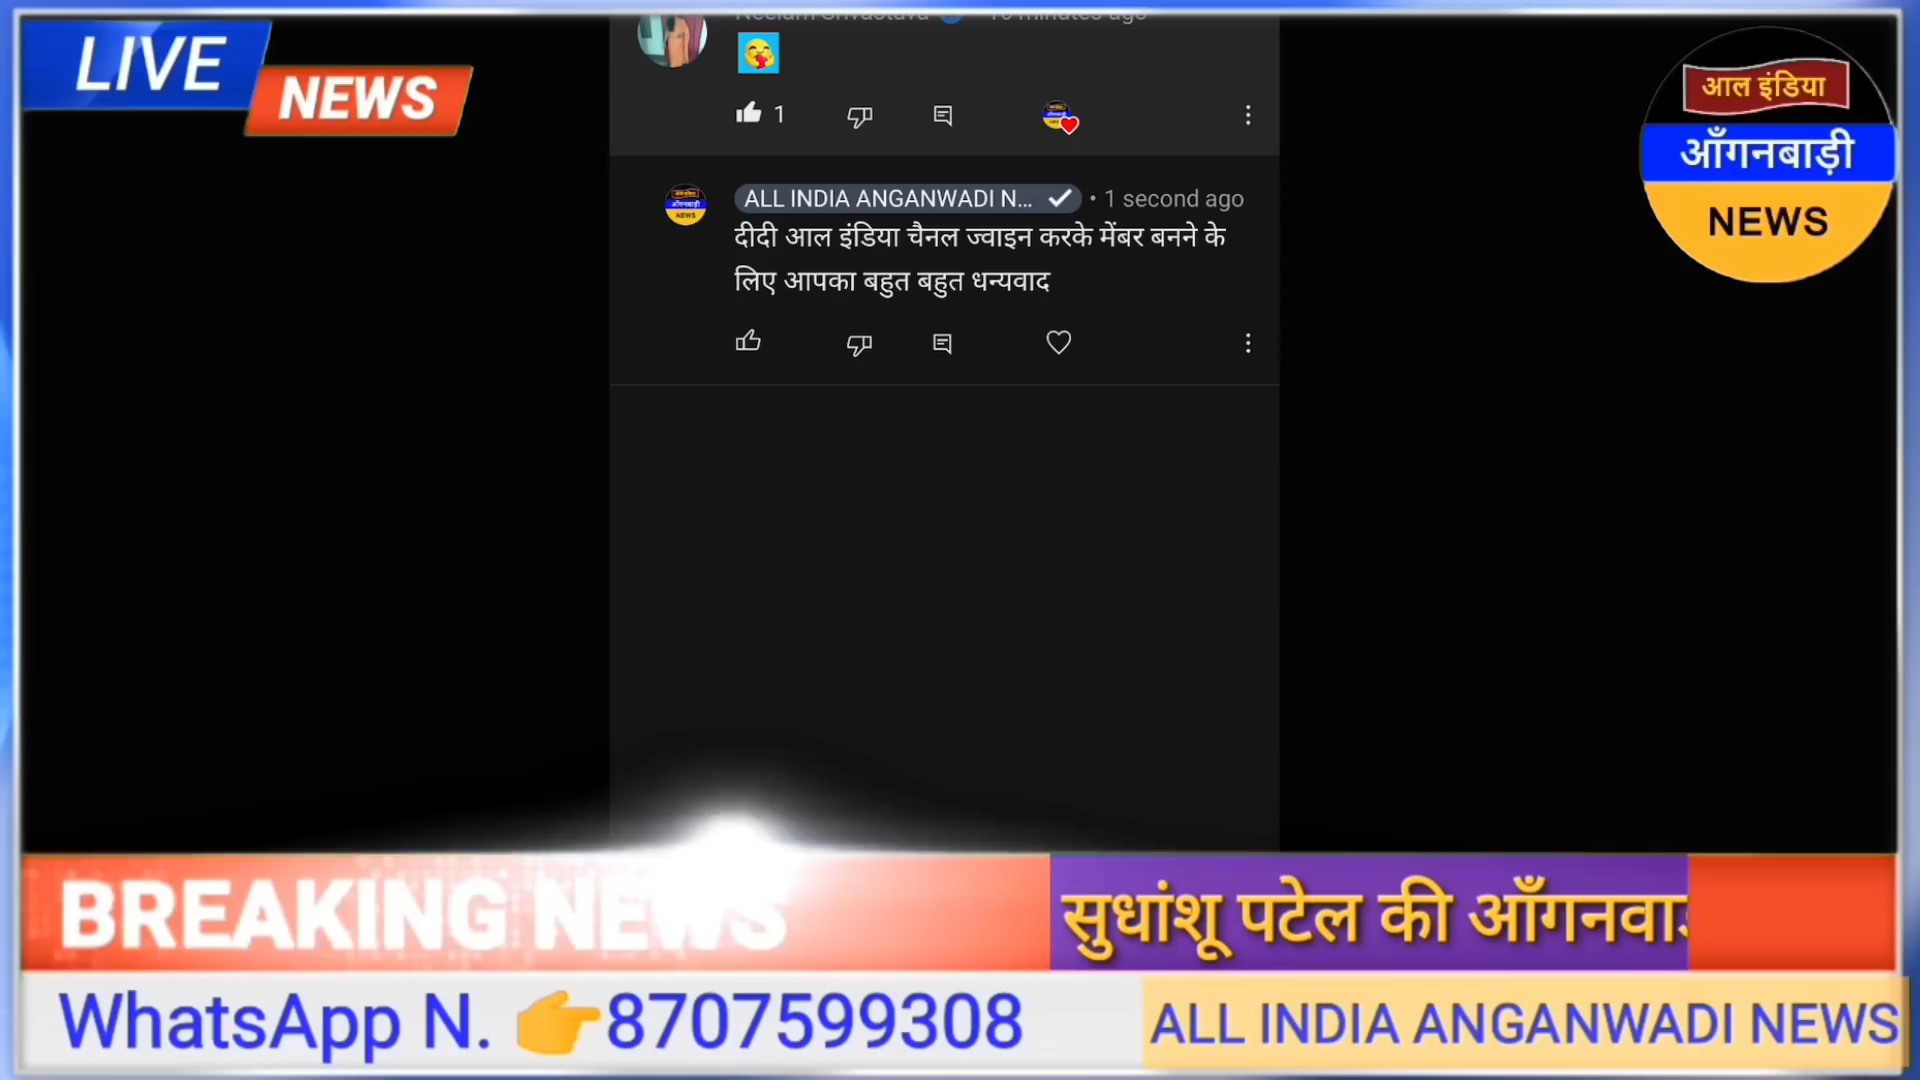 LIVE
NEWS
आल इंडिया
आँगनबाड़ी
NEWS
1
ALL INDIA ANGANWADI N... • 1 second ago
दीदी आल इंडिया चैनल ज्वाइन करके मेंबर बनने के
लिए आपका बहुत बहुत धन्यवाद
BREAKING NEWS
सुधांशू पटेल की
WhatsApp N. 👉8707599308
ALL INDIA ANGANWADI NEWS